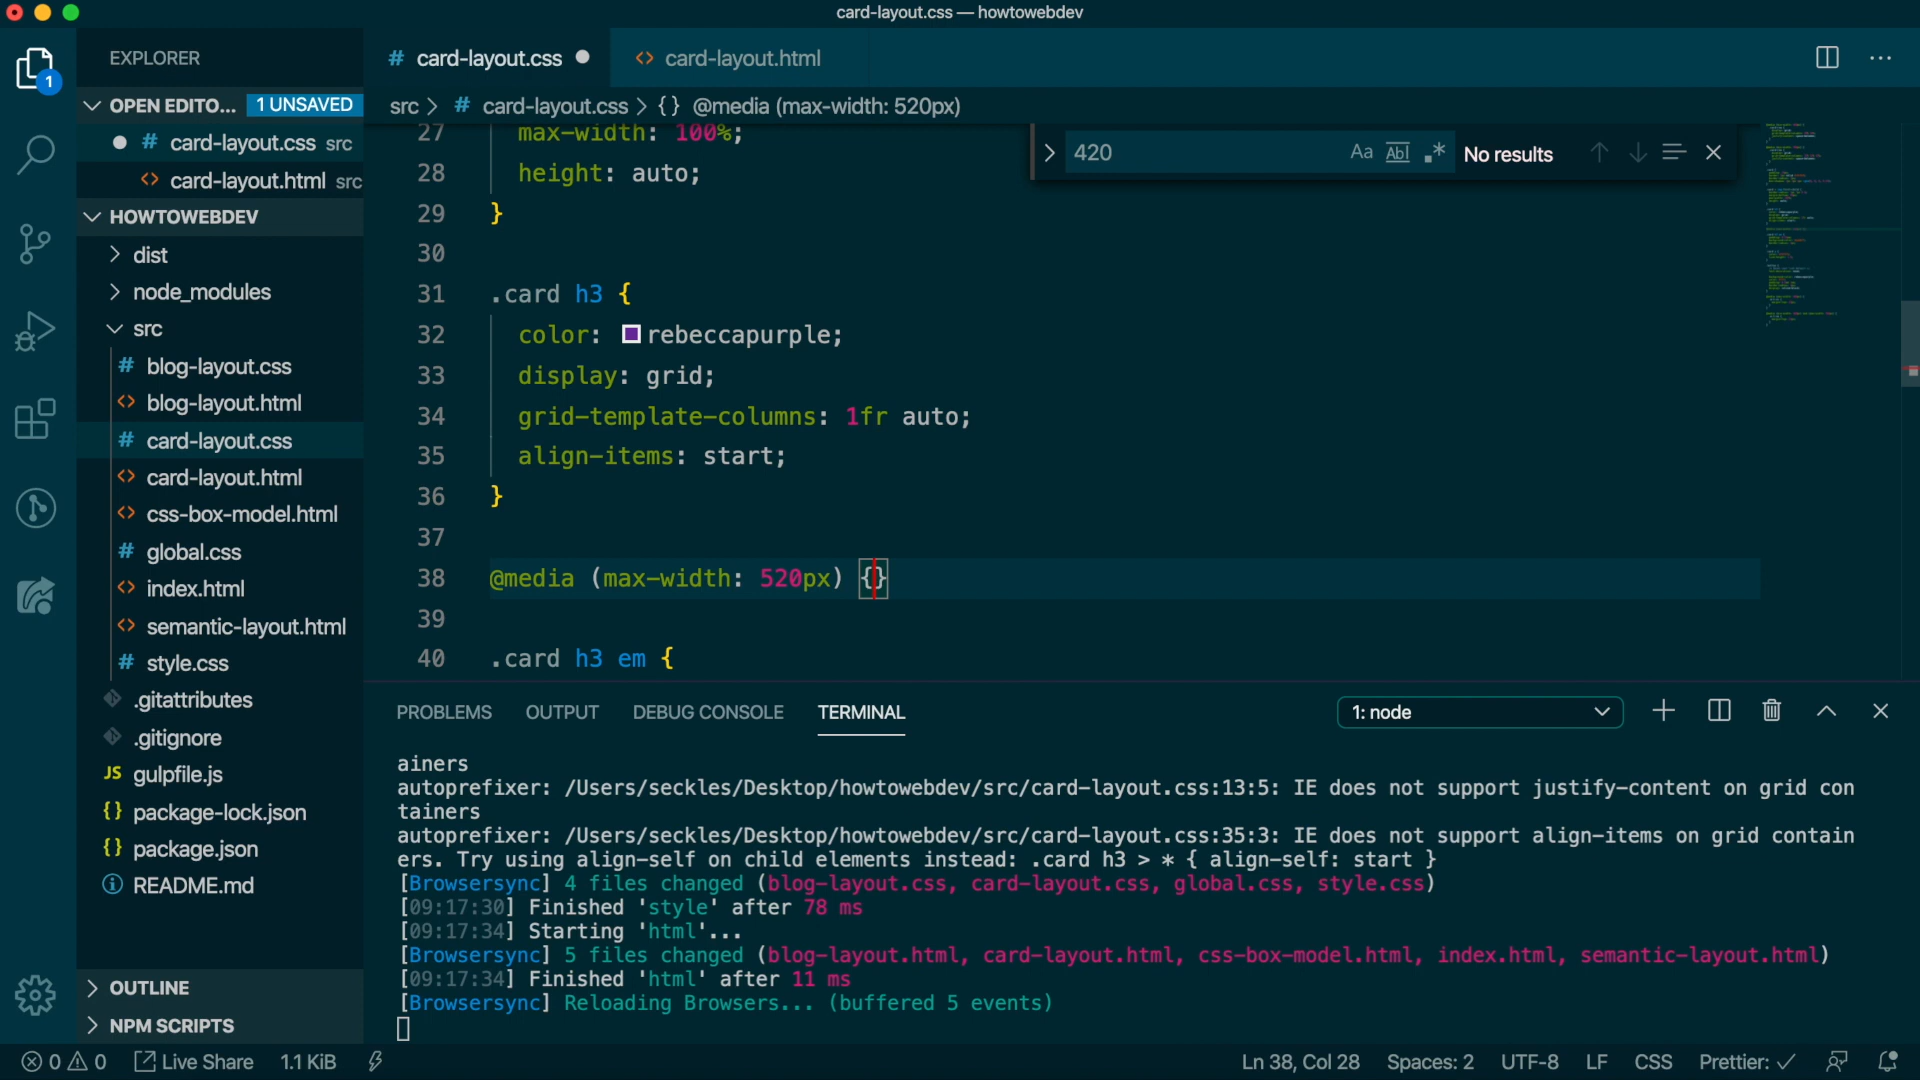 card-layout.css — howtowebdev
EXPLORER
# card-layout.css
<> card-layout.html
1
OPEN EDITO...
1 UNSAVED
src > # card-layout.css > {} @media (max-width: 520px)
# card-layout.css src
<> card-layout.html src
HOWTOWEBDEV
dist
node_modules
src
# blog-layout.css
<> blog-layout.html
# card-layout.css
<> card-layout.html
<> css-box-model.html
# global.css
<> index.html
<> semantic-layout.html
# style.css
.gitattributes
.gitignore
JS gulpfile.js
{} package-lock.json
{} package.json
README.md
OUTLINE
NPM SCRIPTS
420
Aa Abl .* No results
27 max-width: 100%;
28 height: auto;
29 }
30
31 .card h3 {
32 color: rebeccapurple;
33 display: grid;
34 grid-template-columns: 1fr auto;
35 align-items: start;
36 }
37
38 @media (max-width: 520px) {}
39
40 .card h3 em {
PROBLEMS OUTPUT DEBUG CONSOLE TERMINAL
1: node
ainers
autoprefixer: /Users/seckles/Desktop/howtowebdev/src/card-layout.css:13:5: IE does not support justify-content on grid con
tainers
autoprefixer: /Users/seckles/Desktop/howtowebdev/src/card-layout.css:35:3: IE does not support align-items on grid contain
ers. Try using align-self on child elements instead: .card h3 > * { align-self: start }
[Browsersync] 4 files changed (blog-layout.css, card-layout.css, global.css, style.css)
[09:17:30] Finished 'style' after 78 ms
[09:17:34] Starting 'html'...
[Browsersync] 5 files changed (blog-layout.html, card-layout.html, css-box-model.html, index.html, semantic-layout.html)
[09:17:34] Finished 'html' after 11 ms
[Browsersync] Reloading Browsers... (buffered 5 events)
0 0 Live Share 1.1 KiB
Ln 38, Col 28 Spaces: 2 UTF-8 LF CSS Prettier: ✓